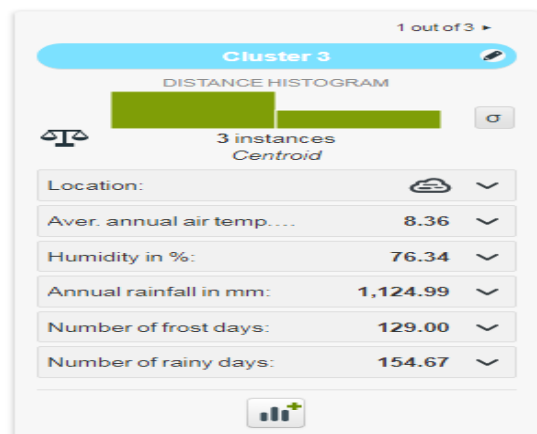 1 out of 3 ►
Cluster 3
DISTANCE HISTOGRAM
σ
3 instances
Centroid
Location:
Aver. annual air temp.... 8.36
Humidity in %: 76.34
Annual rainfall in mm: 1,124.99
Number of frost days: 129.00
Number of rainy days: 154.67